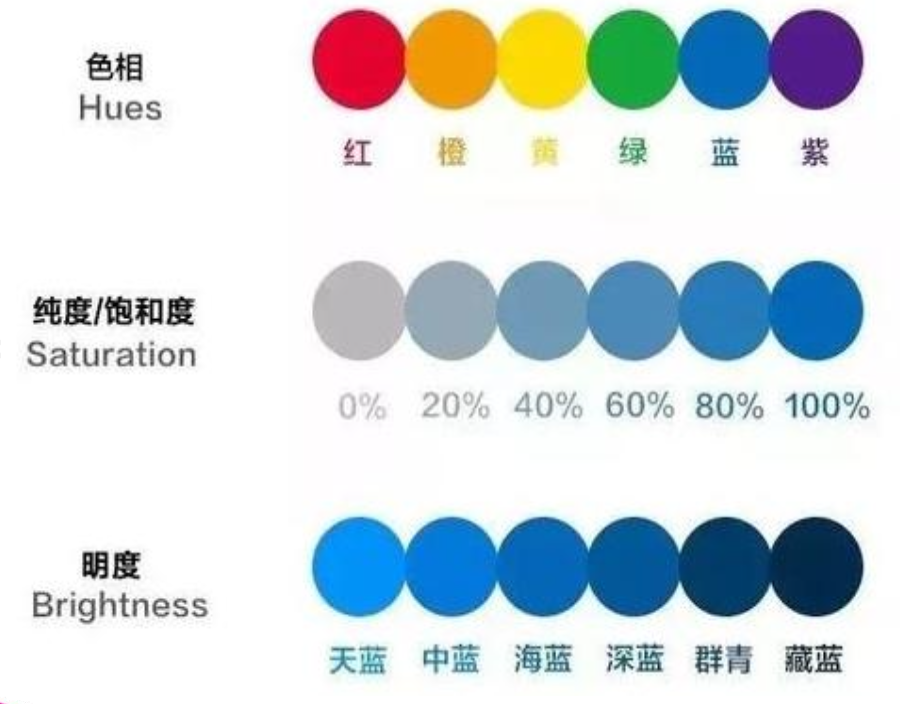 色相
Hues
红 橙 黄 绿 蓝 紫
纯度/饱和度
Saturation
0% 20% 40% 60% 80% 100%
明度
Brightness
天蓝 中蓝 海蓝 深蓝 群青 藏蓝